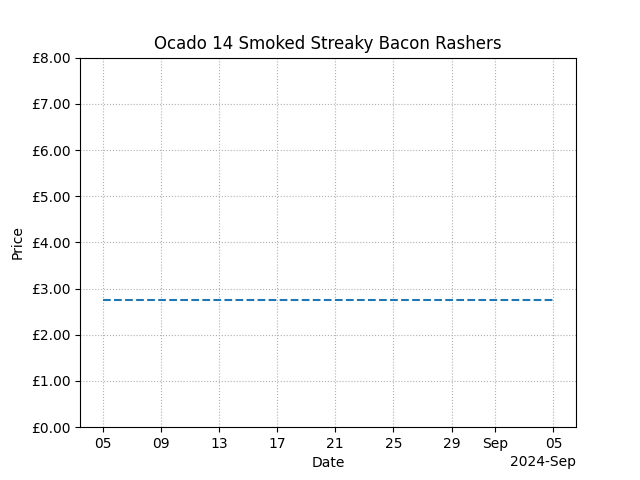 Ocado 14 Smoked Streaky Bacon Rashers
£8.00
£7.00
£6.00
£5.00
£4.00
£3.00
£2.00
£1.00
£0.00
Price
05 09 13 17 21 25 29 Sep 05
Date
2024-Sep